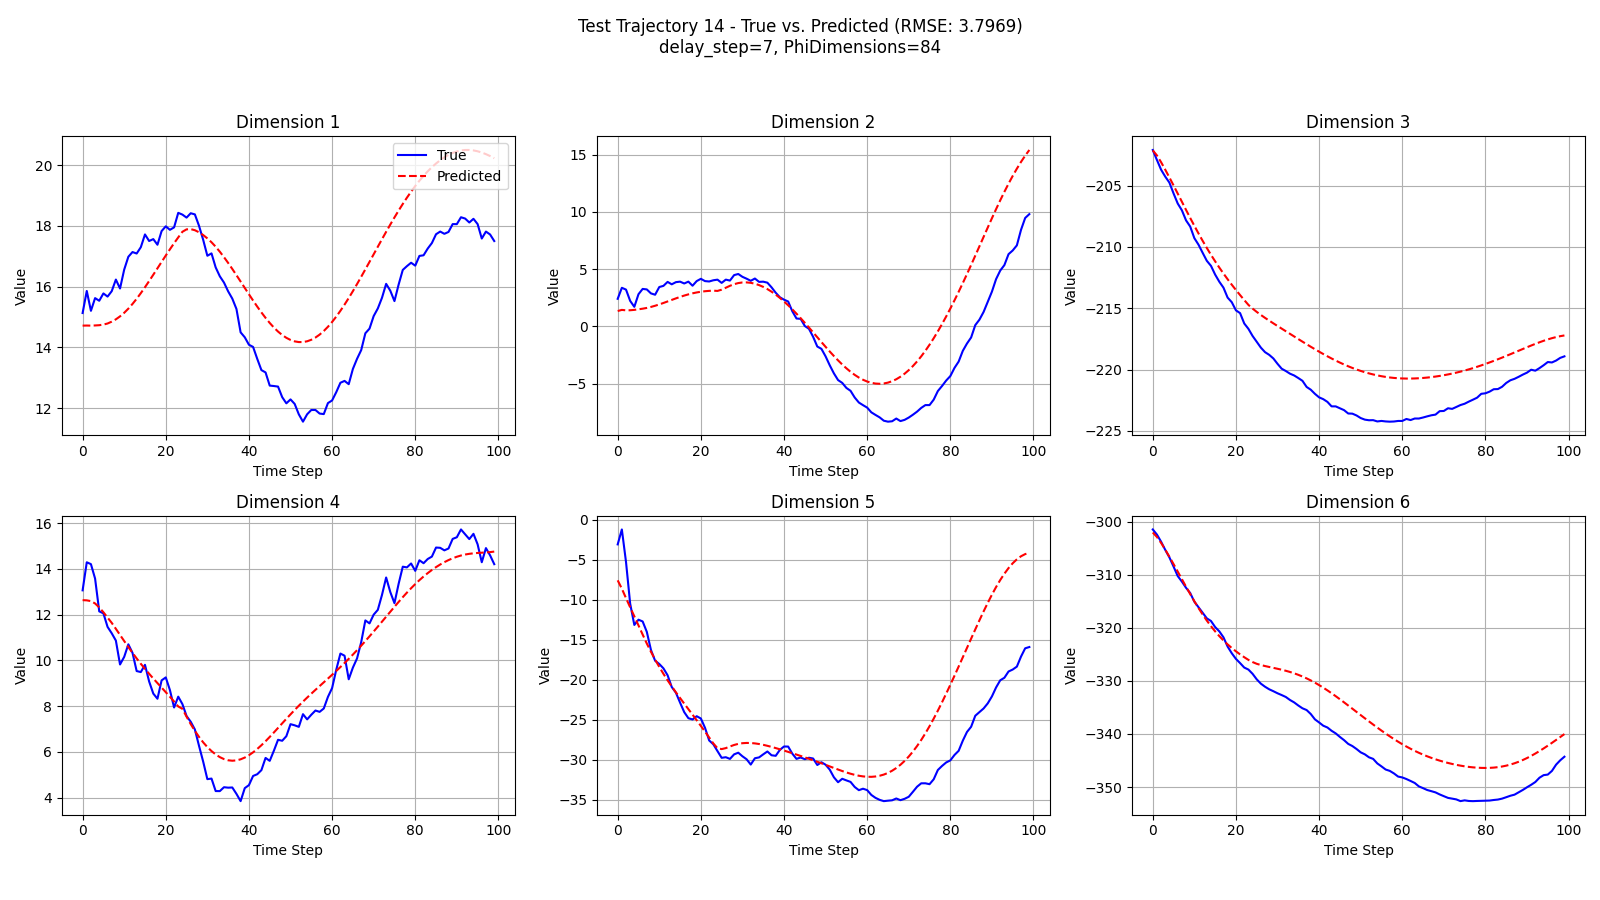 Test Trajectory 14 - True vs. Predicted (RMSE: 3.7969)
delay_step=7, PhiDimensions=84
Dimension 1
20
18
16
14
12
Value
0 20 40 60 80 100
Time Step
True
Predicted
Dimension 2
15
10
5
0
−5
Value
0 20 40 60 80 100
Time Step
Dimension 3
−205
−210
−215
−220
−225
Value
0 20 40 60 80 100
Time Step
Dimension 4
16
14
12
10
8
6
4
Value
0 20 40 60 80 100
Time Step
Dimension 5
0
−5
−10
−15
−20
−25
−30
−35
Value
0 20 40 60 80 100
Time Step
Dimension 6
−300
−310
−320
−330
−340
−350
Value
0 20 40 60 80 100
Time Step